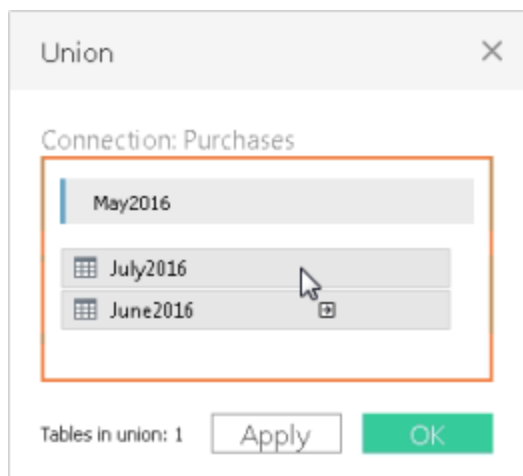 Union
Connection: Purchases
May2016
July2016
June2016
Tables in union: 1 Apply OK